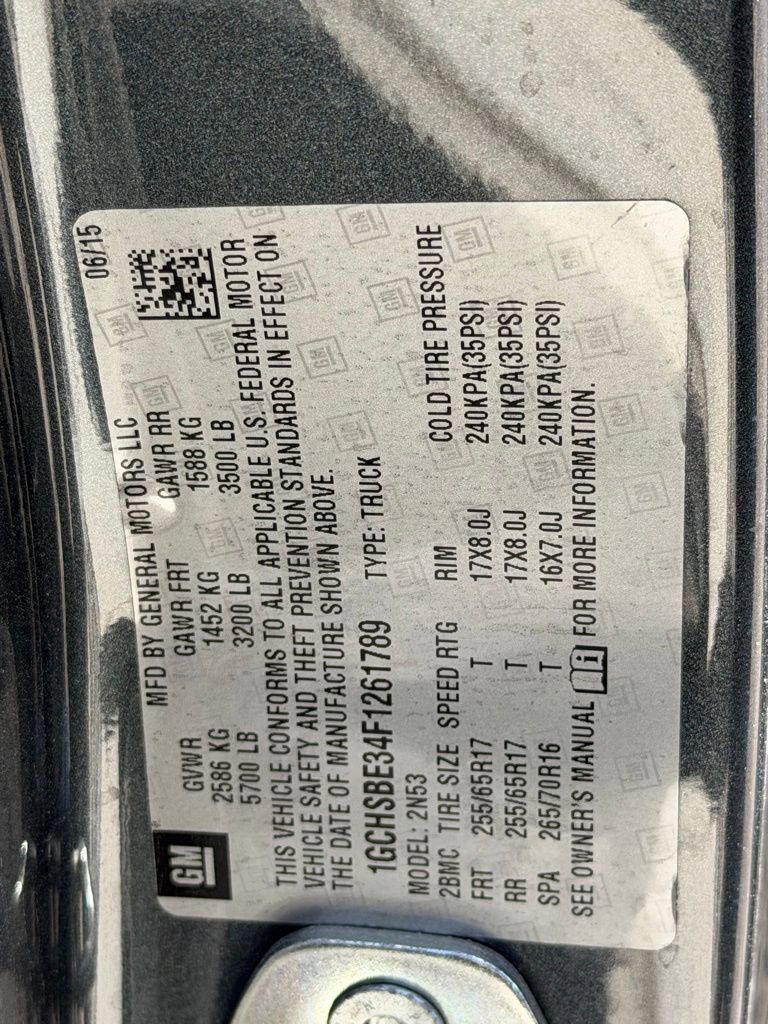 GM
MFD BY GENERAL MOTORS LLC 06/15
GVWR GAWR FRT GAWR RR
2586 KG 1452 KG 1588 KG
5700 LB 3200 LB 3500 LB
THIS VEHICLE CONFORMS TO ALL APPLICABLE U.S. FEDERAL MOTOR
VEHICLE SAFETY AND THEFT PREVENTION STANDARDS IN EFFECT ON
THE DATE OF MANUFACTURE SHOWN ABOVE.
1GCHSBE34F1261789 TYPE: TRUCK
MODEL: 2N53
2BMC TIRE SIZE SPEED RTG RIM COLD TIRE PRESSURE
FRT 255/65R17 T 17X8.0J 240KPA(35PSI)
RR 255/65R17 T 17X8.0J 240KPA(35PSI)
SPA 265/70R16 T 16X7.0J 240KPA(35PSI)
SEE OWNER'S MANUAL FOR MORE INFORMATION.